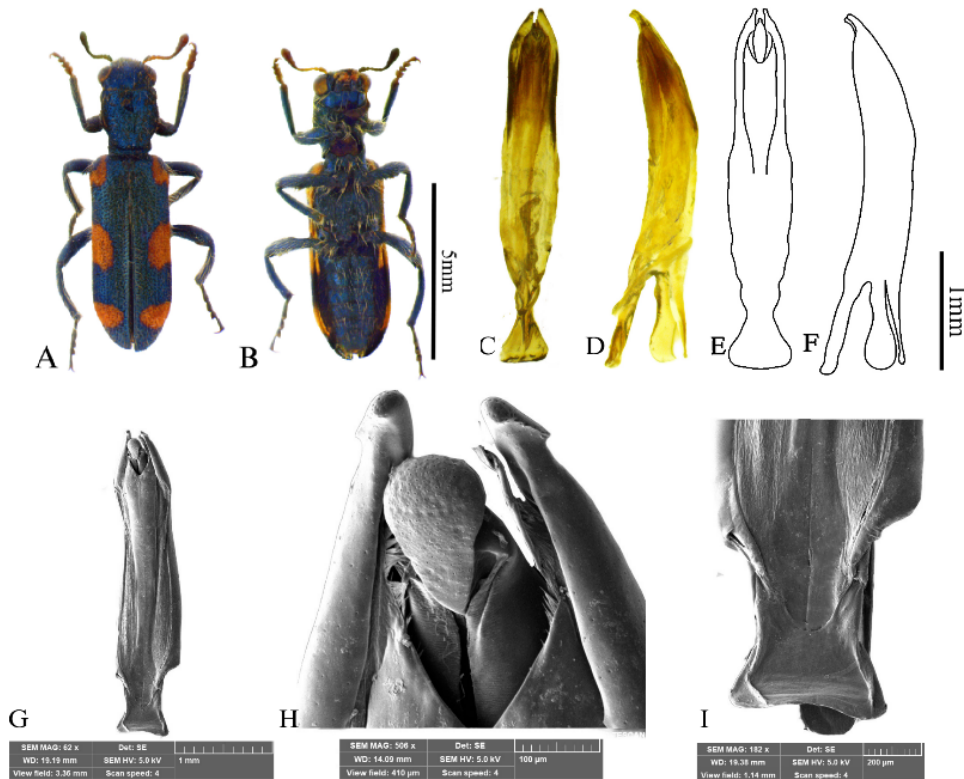 A
B
5mm
C
D
E
F
1mm
G
SEM MAG: 62 x Det: SE
WD: 19.19 mm SEM HV: 5.0 kV 1 mm
View field: 3.36 mm Scan speed: 4
H
SEM MAG: 506 x Det: SE
WD: 14.09 mm SEM HV: 5.0 kV 100 µm
View field: 410 µm Scan speed: 4
I
SEM MAG: 182 x Det: SE
WD: 19.38 mm SEM HV: 5.0 kV 200 µm
View field: 1.14 mm Scan speed: 4